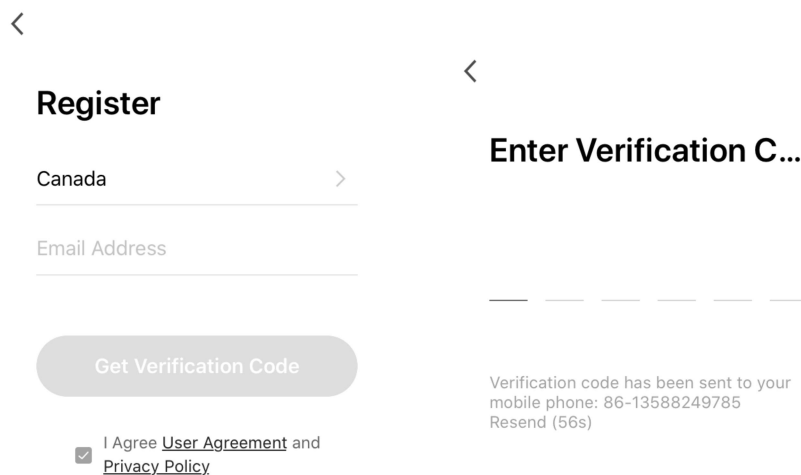 Register
Canada
Email Address
Get Verification Code
I Agree User Agreement and
Privacy Policy
Enter Verification C...
Verification code has been sent to your
mobile phone: 86-13588249785
Resend (56s)